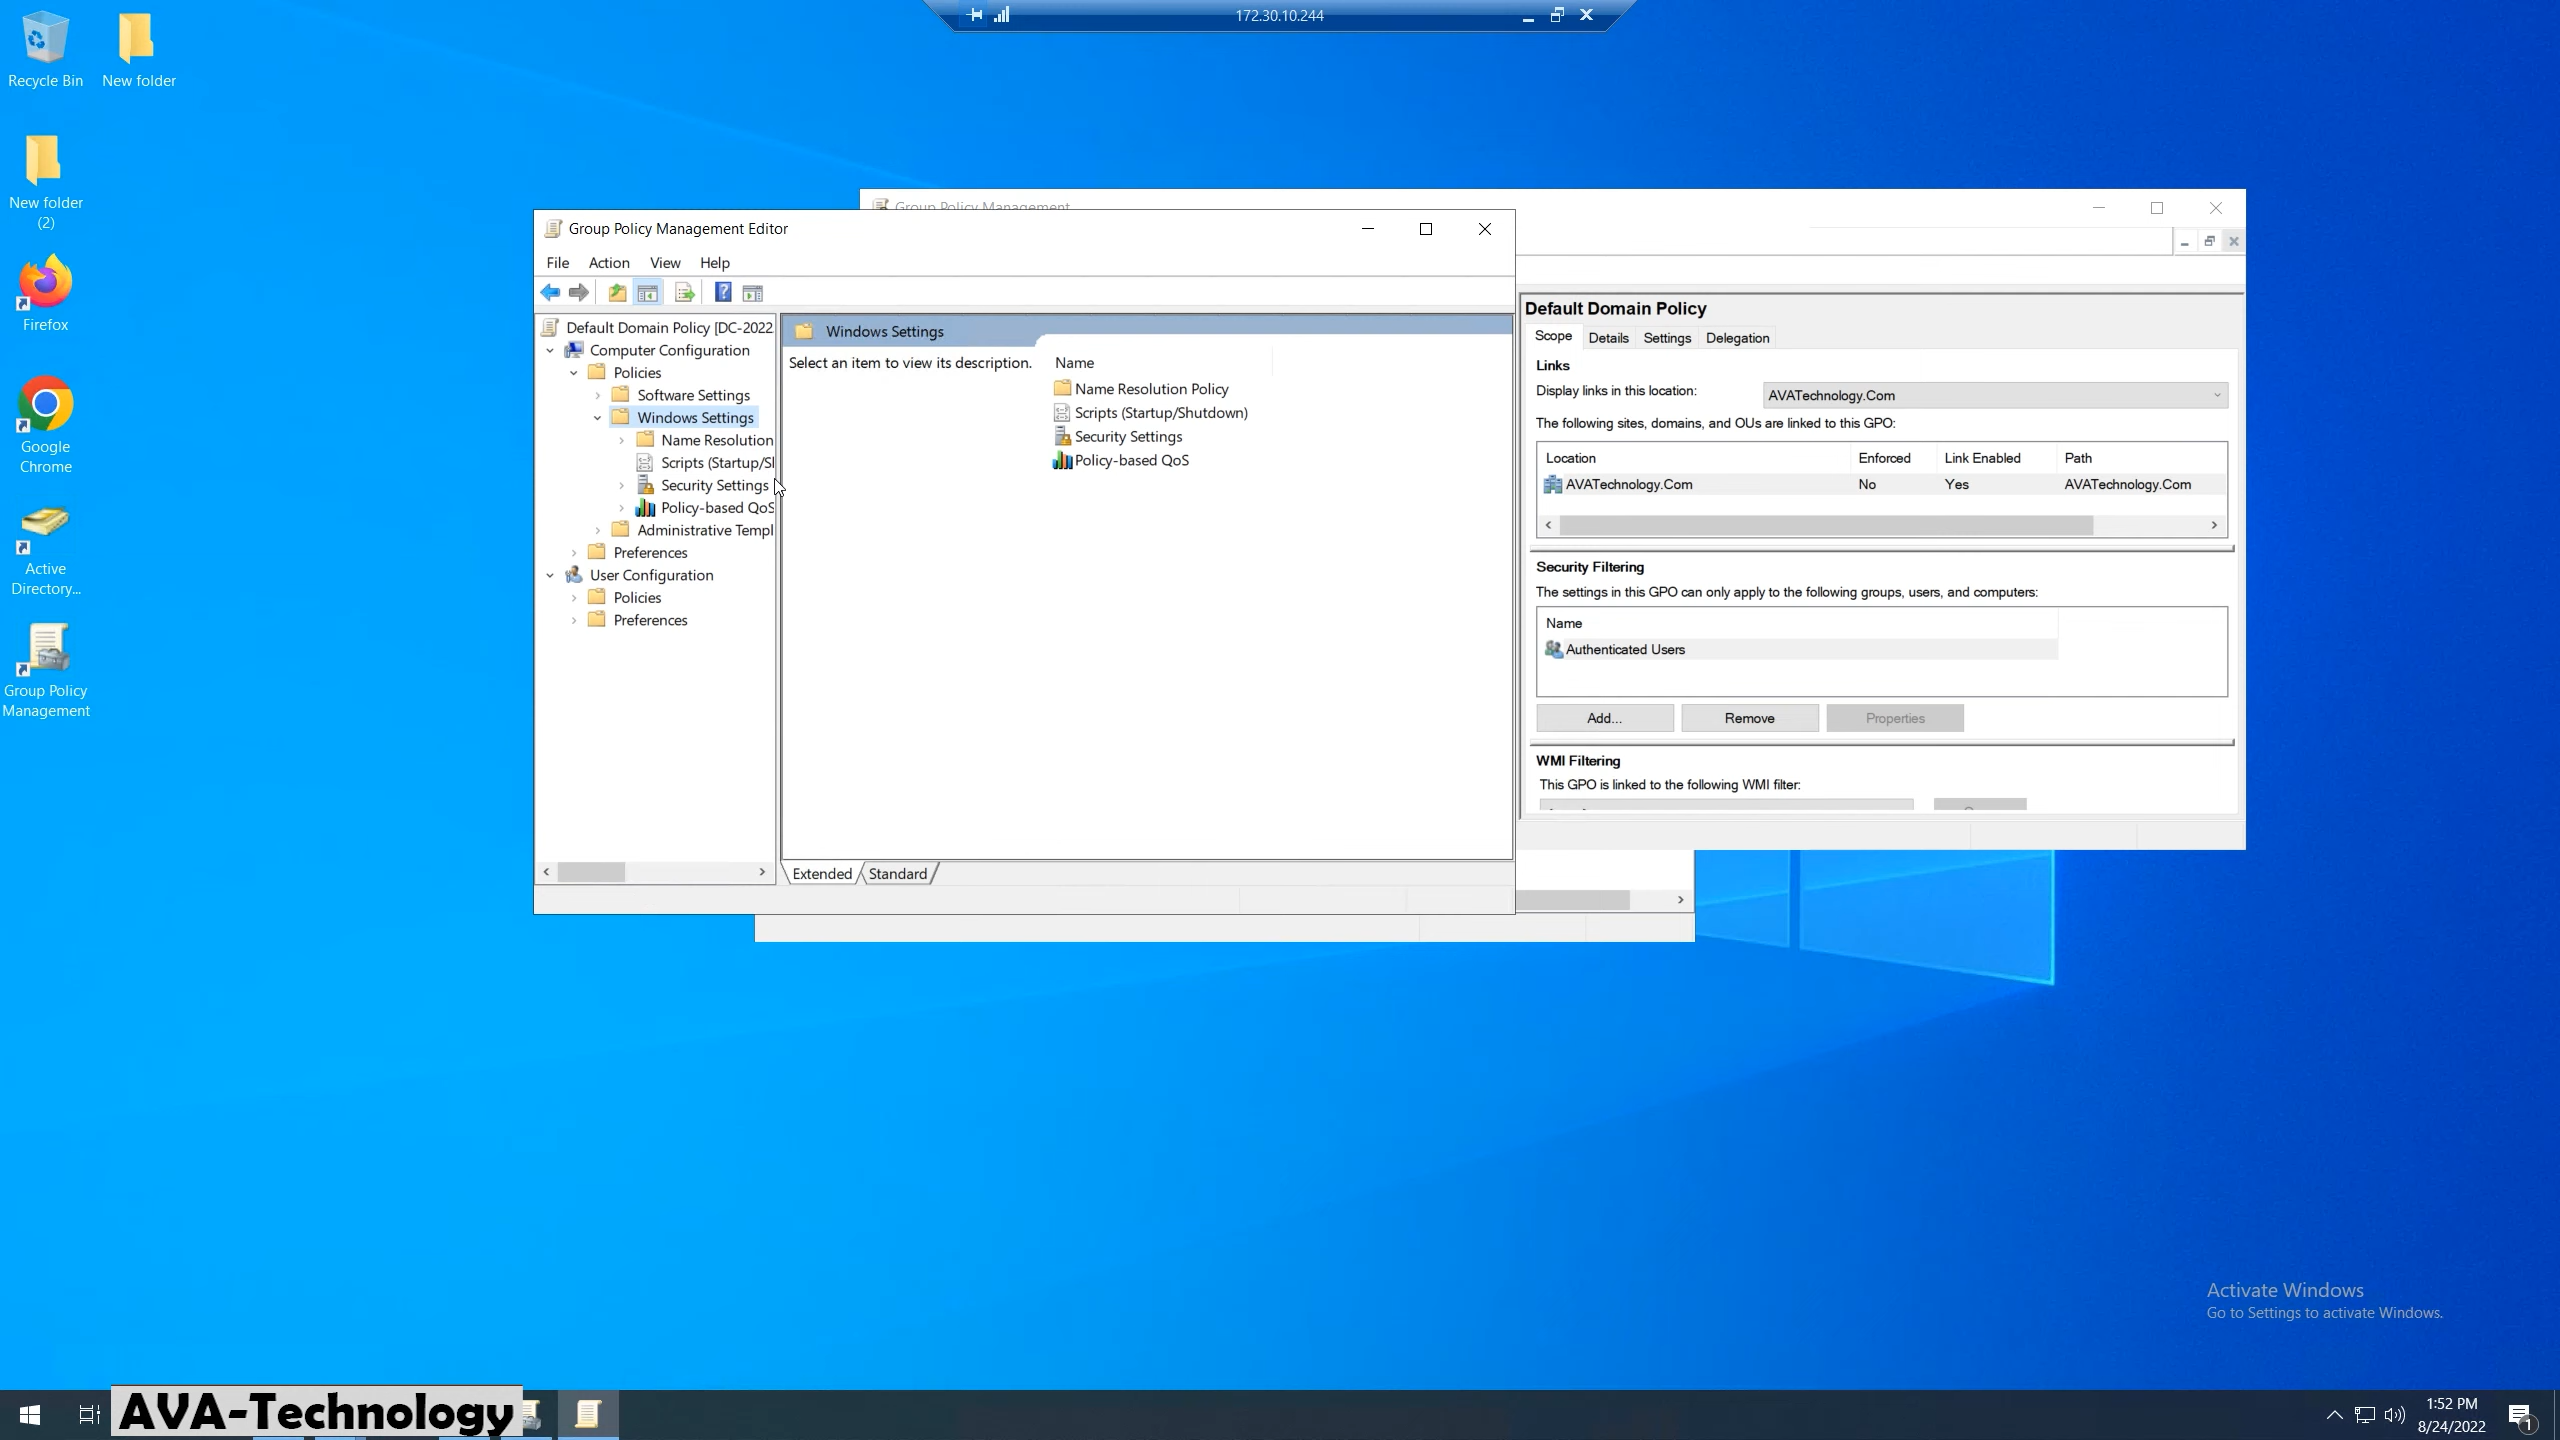 172.30.10.244
Recycle Bin
New folder
New folder
(2)
Firefox
Google
Chrome
Active
Directory...
Group Policy
Management
Group Policy Management
Group Policy Management Editor
File Action View Help
Default Domain Policy [DC-2022
Computer Configuration
Policies
Software Settings
Windows Settings
Name Resolution
Scripts (Startup/Sl
Security Settings
Policy-based QoS
Administrative Templ
Preferences
User Configuration
Policies
Preferences
Windows Settings
Select an item to view its description.
Name
Name Resolution Policy
Scripts (Startup/Shutdown)
Security Settings
Policy-based QoS
Extended Standard
Default Domain Policy
Scope Details Settings Delegation
Links
Display links in this location: AVATechnology.Com
The following sites, domains, and OUs are linked to this GPO:
Location Enforced Link Enabled Path
AVATechnology.Com No Yes AVATechnology.Com
Security Filtering
The settings in this GPO can only apply to the following groups, users, and computers:
Name
Authenticated Users
Add... Remove Properties
WMI Filtering
This GPO is linked to the following WMI filter:
Activate Windows
Go to Settings to activate Windows.
AVA-Technology
1:52 PM
8/24/2022
1